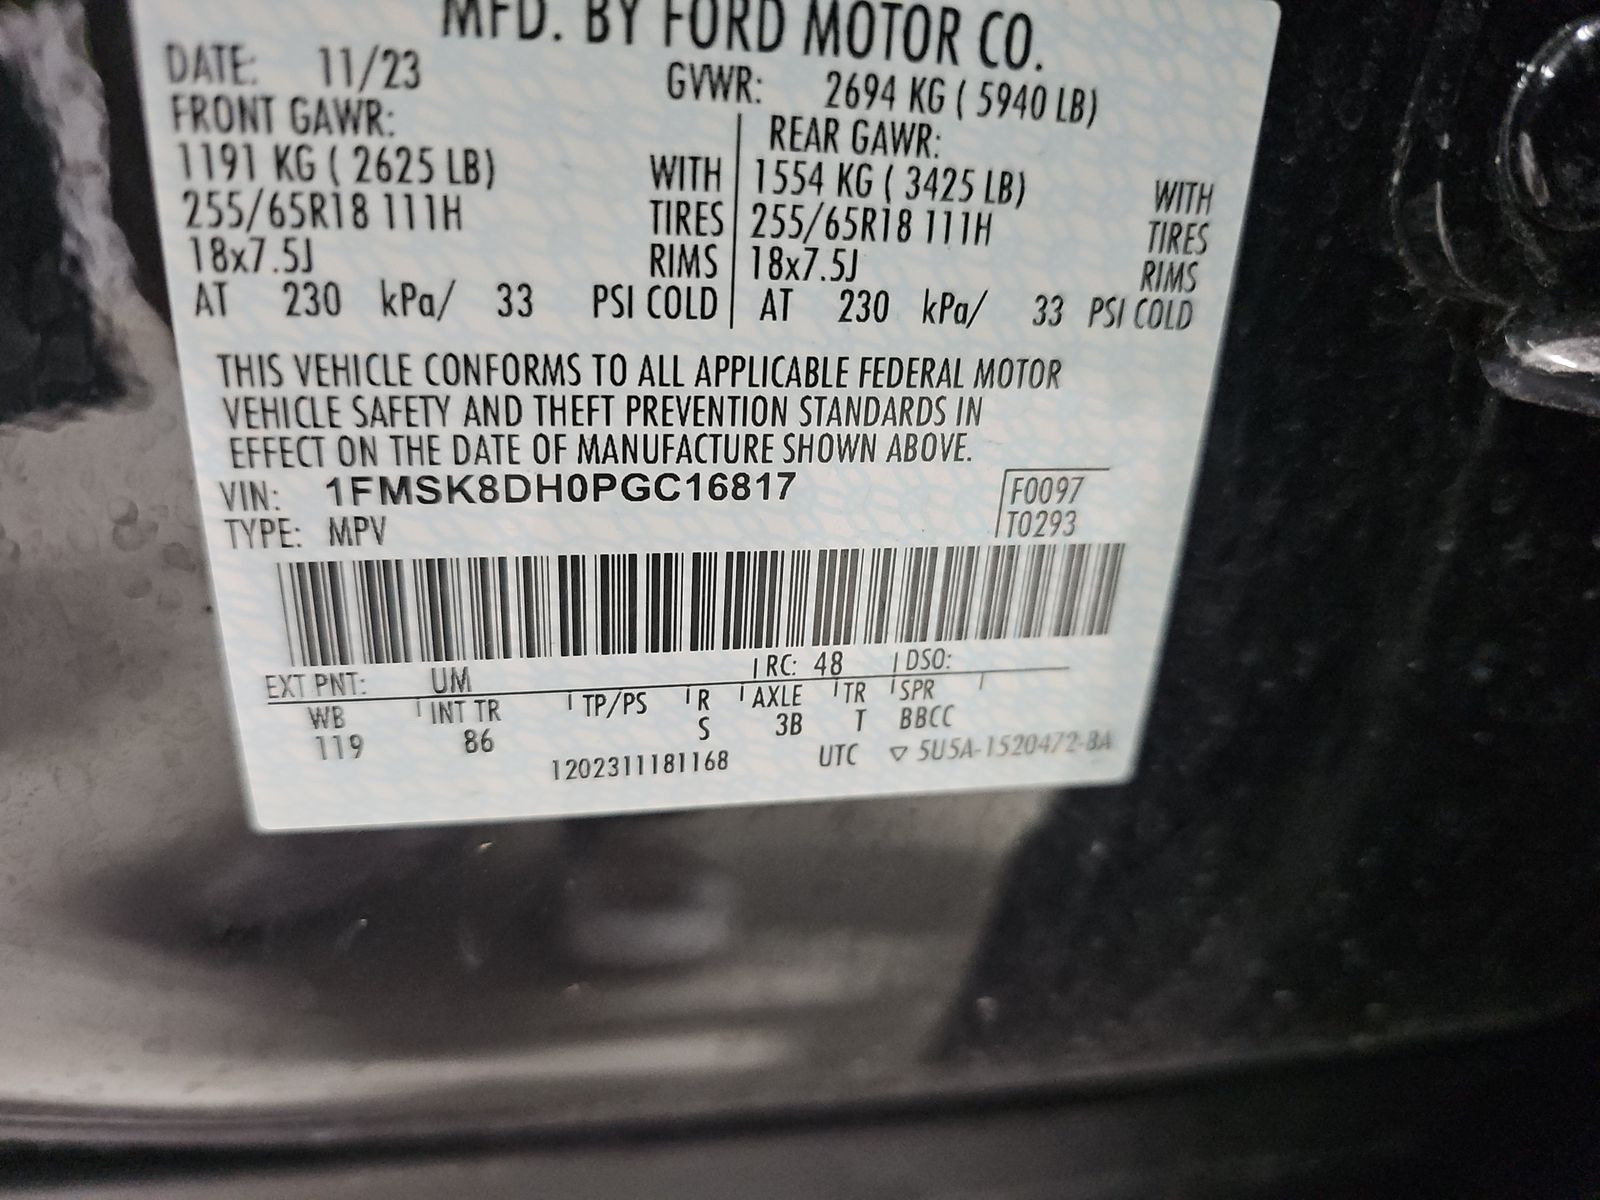 MFD. BY FORD MOTOR CO.
DATE: 11/23 GVWR: 2694 KG ( 5940 LB)
FRONT GAWR: REAR GAWR:
1191 KG ( 2625 LB) WITH 1554 KG ( 3425 LB) WITH
255/65R18 111H TIRES 255/65R18 111H TIRES
18x7.5J RIMS 18x7.5J RIMS
AT 230 kPa/ 33 PSI COLD AT 230 kPa/ 33 PSI COLD
THIS VEHICLE CONFORMS TO ALL APPLICABLE FEDERAL MOTOR
VEHICLE SAFETY AND THEFT PREVENTION STANDARDS IN
EFFECT ON THE DATE OF MANUFACTURE SHOWN ABOVE.
VIN: 1FMSK8DH0PGC16817 F0097
TYPE: MPV T0293
EXT PNT: UM RC: 48 DSO:
WB INT TR TP/PS R AXLE TR SPR
119 86 S 3B T BBCC
1202311181168 UTC ▽ 5U5A-1520472-BA